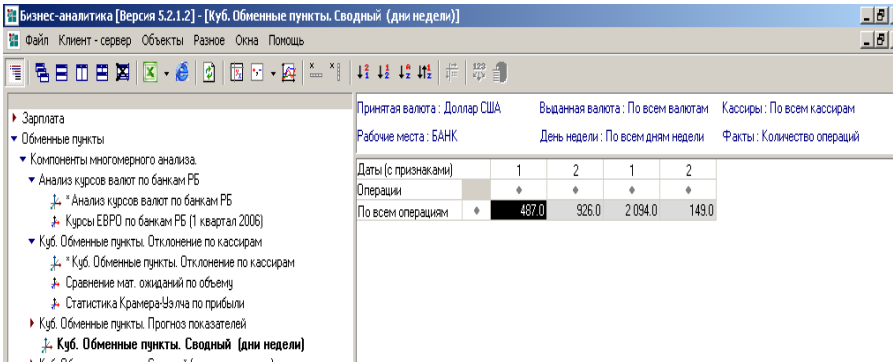 Бизнес-аналитика [Версия 5.2.1.2] - [Куб. Обменные пункты. Сводный (дни недели)]
Файл Клиент - сервер Объекты Разное Окна Помощь
Зарплата
Обменные пункты
Компоненты многомерного анализа.
Анализ курсов валют по банкам РБ
* Анализ курсов валют по банкам РБ
Курсы ЕВРО по банкам РБ (1 квартал 2006)
Куб. Обменные пункты. Отклонение по кассирам
* Куб. Обменные пункты. Отклонение по кассирам
Сравнение мат. ожиданий по объему
Статистика Крамера-Уэлча по прибыли
Куб. Обменные пункты. Прогноз показателей
Куб. Обменные пункты. Сводный (дни недели)
Принятая валюта : Доллар США Выданная валюта : По всем валютам Кассиры : По всем кассирам
Рабочие места : БАНК День недели : По всем дням недели Факты : Количество операций
Даты (с признаками) 1 2 1 2
Операции
По всем операциям 487.0 926.0 2 094.0 149.0